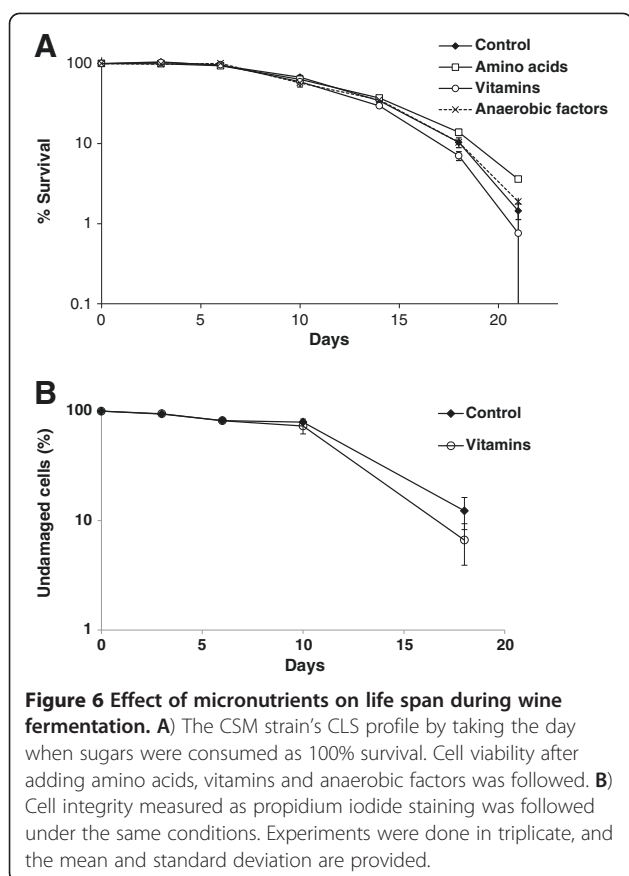 A
Control
Amino acids
Vitamins
Anaerobic factors
100
10
1
0.1
% Survival
0 5 10 15 20
Days
B
Control
Vitamins
100
10
1
Undamaged cells (%)
0 5 10 15 20
Days
Figure 6 Effect of micronutrients on life span during wine
fermentation. A) The CSM strain's CLS profile by taking the day
when sugars were consumed as 100% survival. Cell viability after
adding amino acids, vitamins and anaerobic factors was followed. B)
Cell integrity measured as propidium iodide staining was followed
under the same conditions. Experiments were done in triplicate, and
the mean and standard deviation are provided.